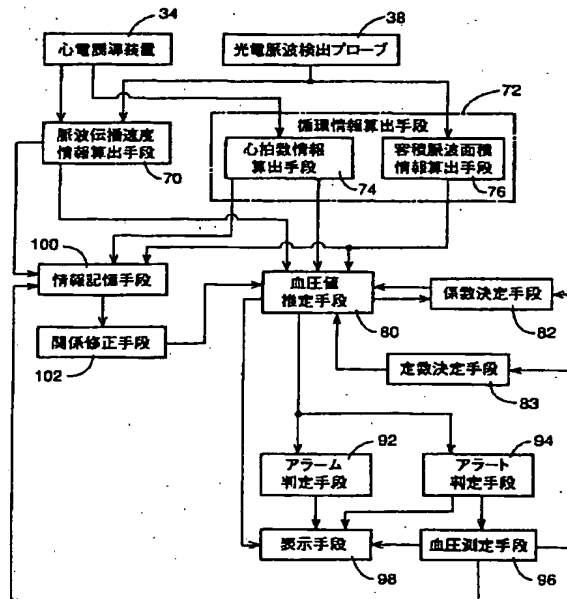 34
38
心電誘導装置
光電脈波検出プローブ
72
循環情報算出手段
脈波伝播速度
情報算出手段
70
心拍数情報
算出手段
74
容積脈波面積
情報算出手段
76
100
情報記憶手段
血圧値
推定手段
80
係数決定手段
82
関係修正手段
102
定数決定手段
83
92
94
アラーム
判定手段
アラート
判定手段
表示手段
98
血圧測定手段
96